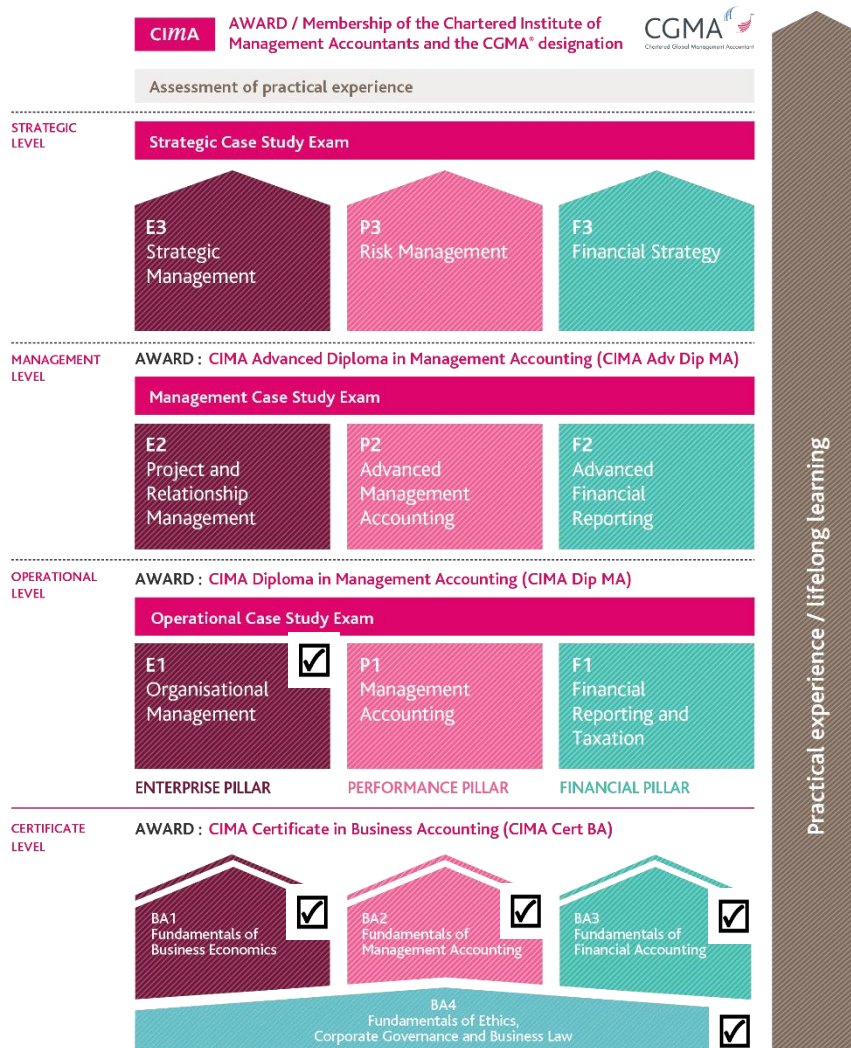 CIMA
AWARD / Membership of the Chartered Institute of
Management Accountants and the CGMA® designation
CGMA
Chartered Global Management Accountant
Assessment of practical experience
STRATEGIC
LEVEL
Strategic Case Study Exam
E3
Strategic
Management
P3
Risk Management
F3
Financial Strategy
MANAGEMENT
LEVEL
AWARD : CIMA Advanced Diploma in Management Accounting (CIMA Adv Dip MA)
Management Case Study Exam
E2
Project and
Relationship
Management
P2
Advanced
Management
Accounting
F2
Advanced
Financial
Reporting
OPERATIONAL
LEVEL
AWARD : CIMA Diploma in Management Accounting (CIMA Dip MA)
Operational Case Study Exam
E1
Organisational
Management
P1
Management
Accounting
F1
Financial
Reporting and
Taxation
ENTERPRISE PILLAR
PERFORMANCE PILLAR
FINANCIAL PILLAR
CERTIFICATE
LEVEL
AWARD : CIMA Certificate in Business Accounting (CIMA Cert BA)
BA1
Fundamentals of
Business Economics
BA2
Fundamentals of
Management Accounting
BA3
Fundamentals of
Financial Accounting
BA4
Fundamentals of Ethics,
Corporate Governance and Business Law
Practical experience / lifelong learning